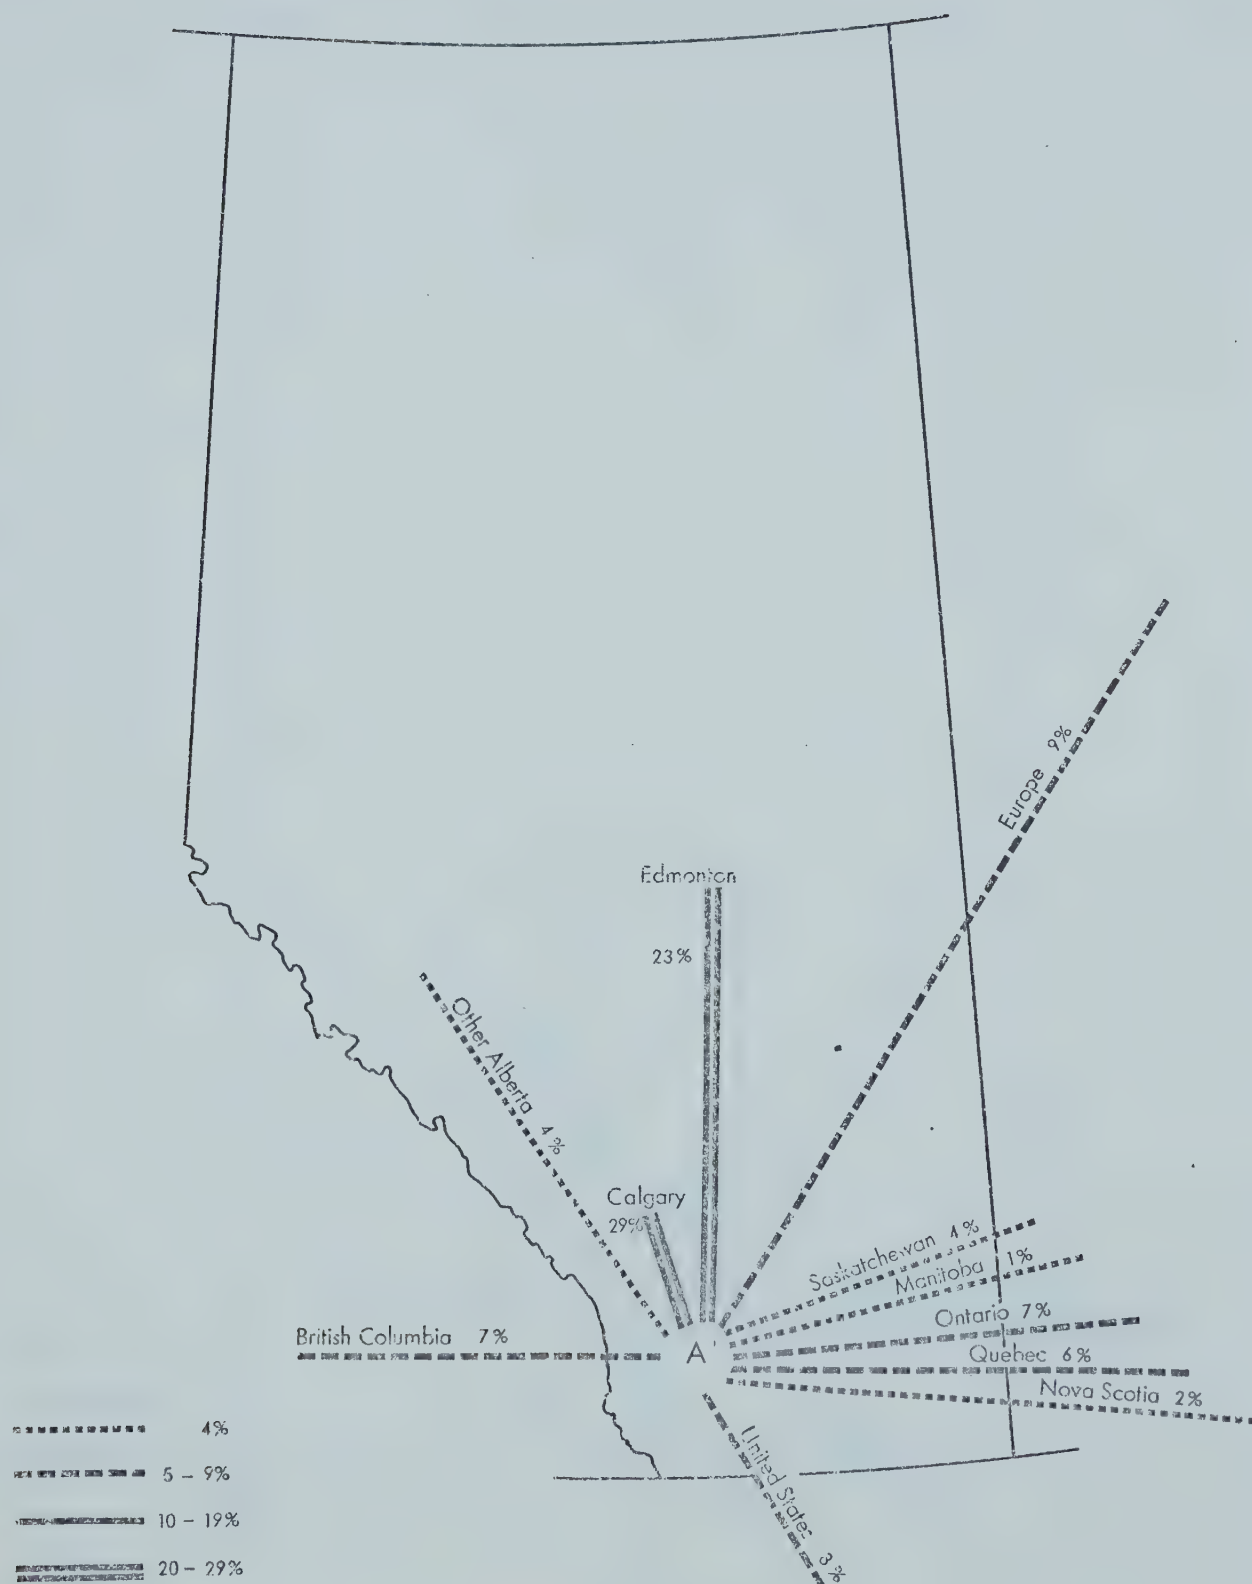 Europe 9%
Edmonton
23%
Other Alberta 4%
Calgary
29%
Saskatchewan 4%
Manitoba 1%
Ontario 7%
British Columbia 7%
A
Quebec 6%
Nova Scotia 2%
United States 3%
4%
5 - 9%
10 - 19%
20 - 29%